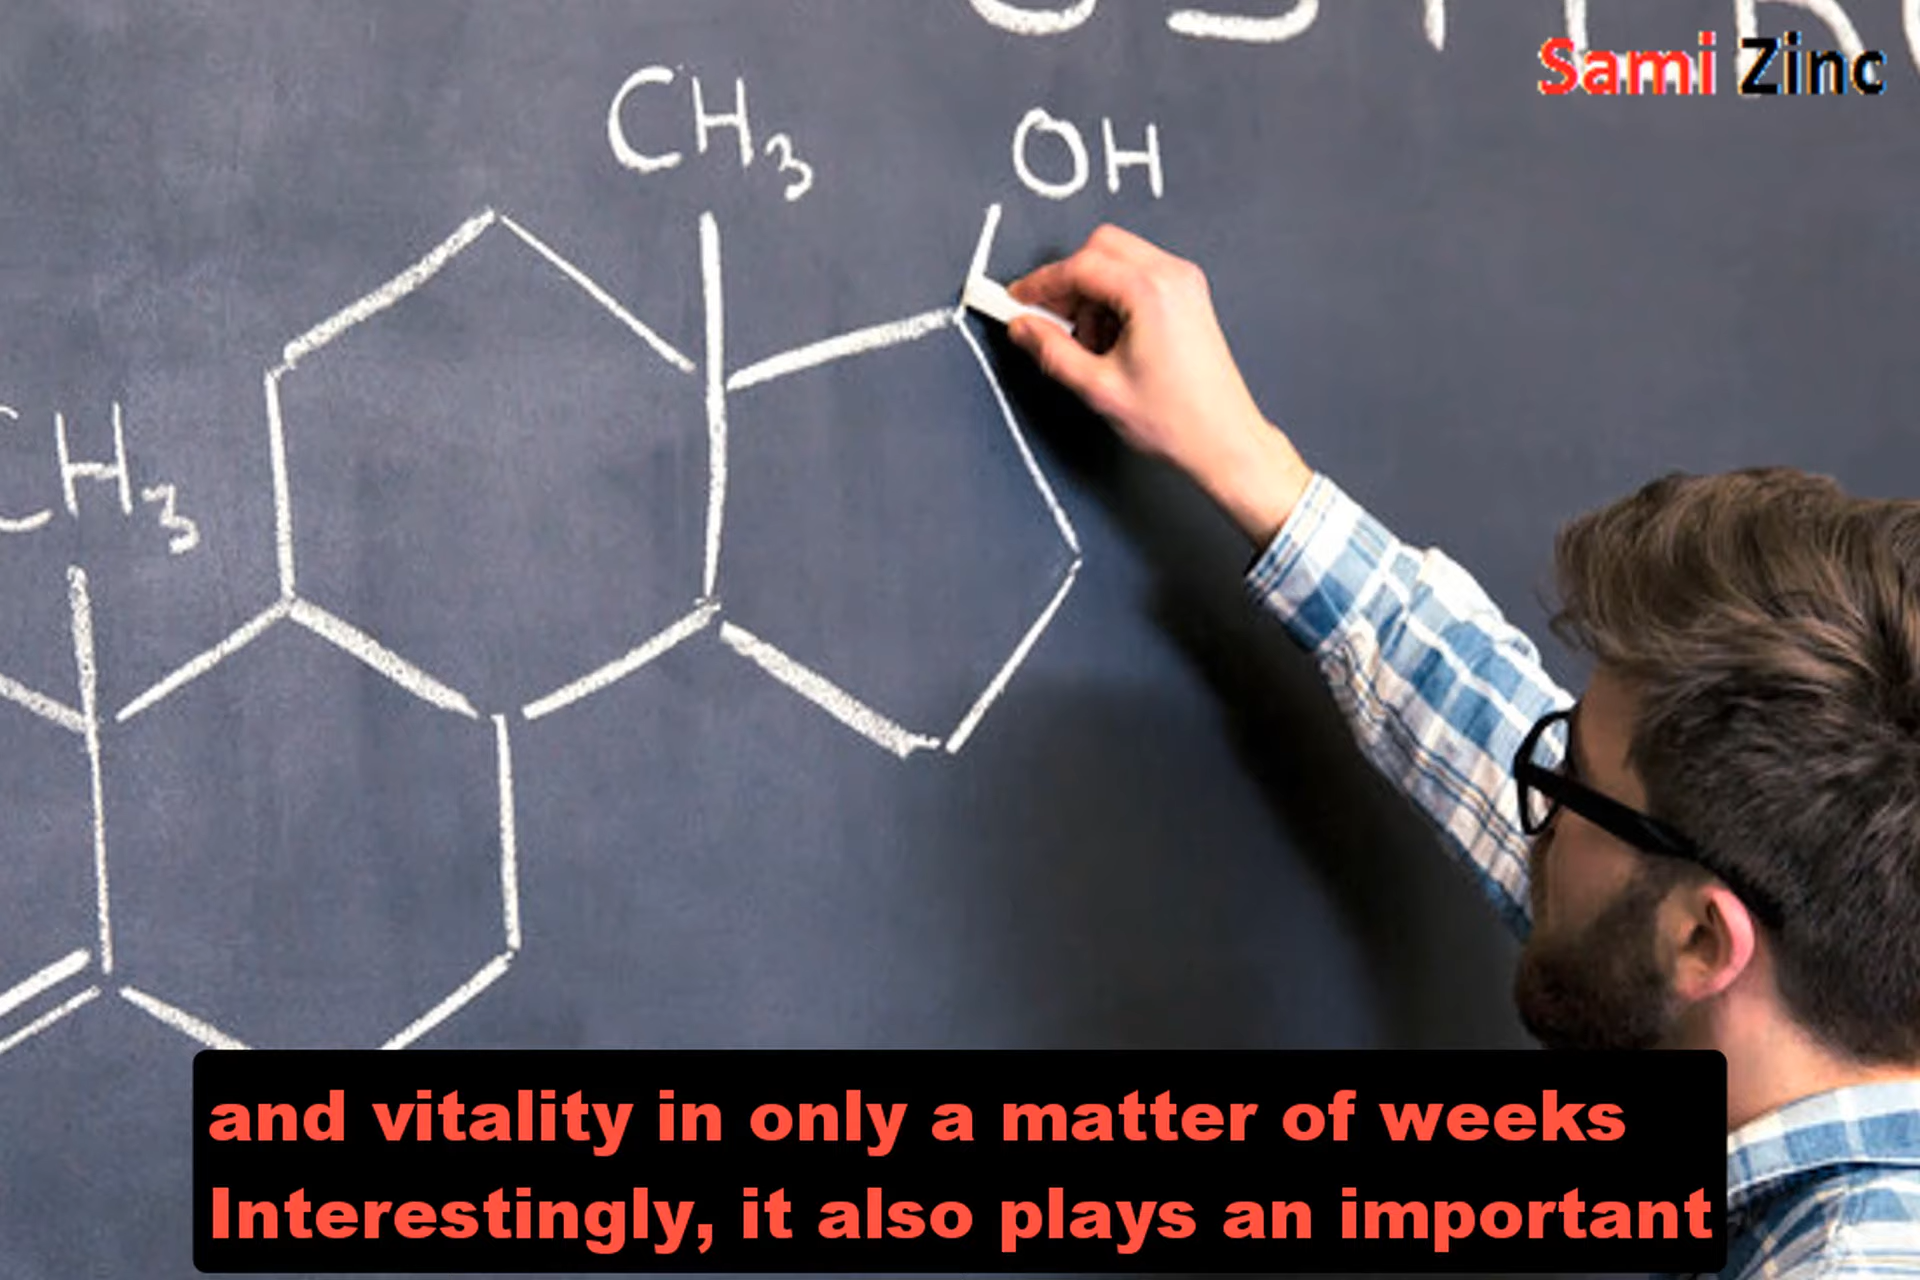 Sami Zinc
CH3
OH
CH3
and vitality in only a matter of weeks
Interestingly, it also plays an important